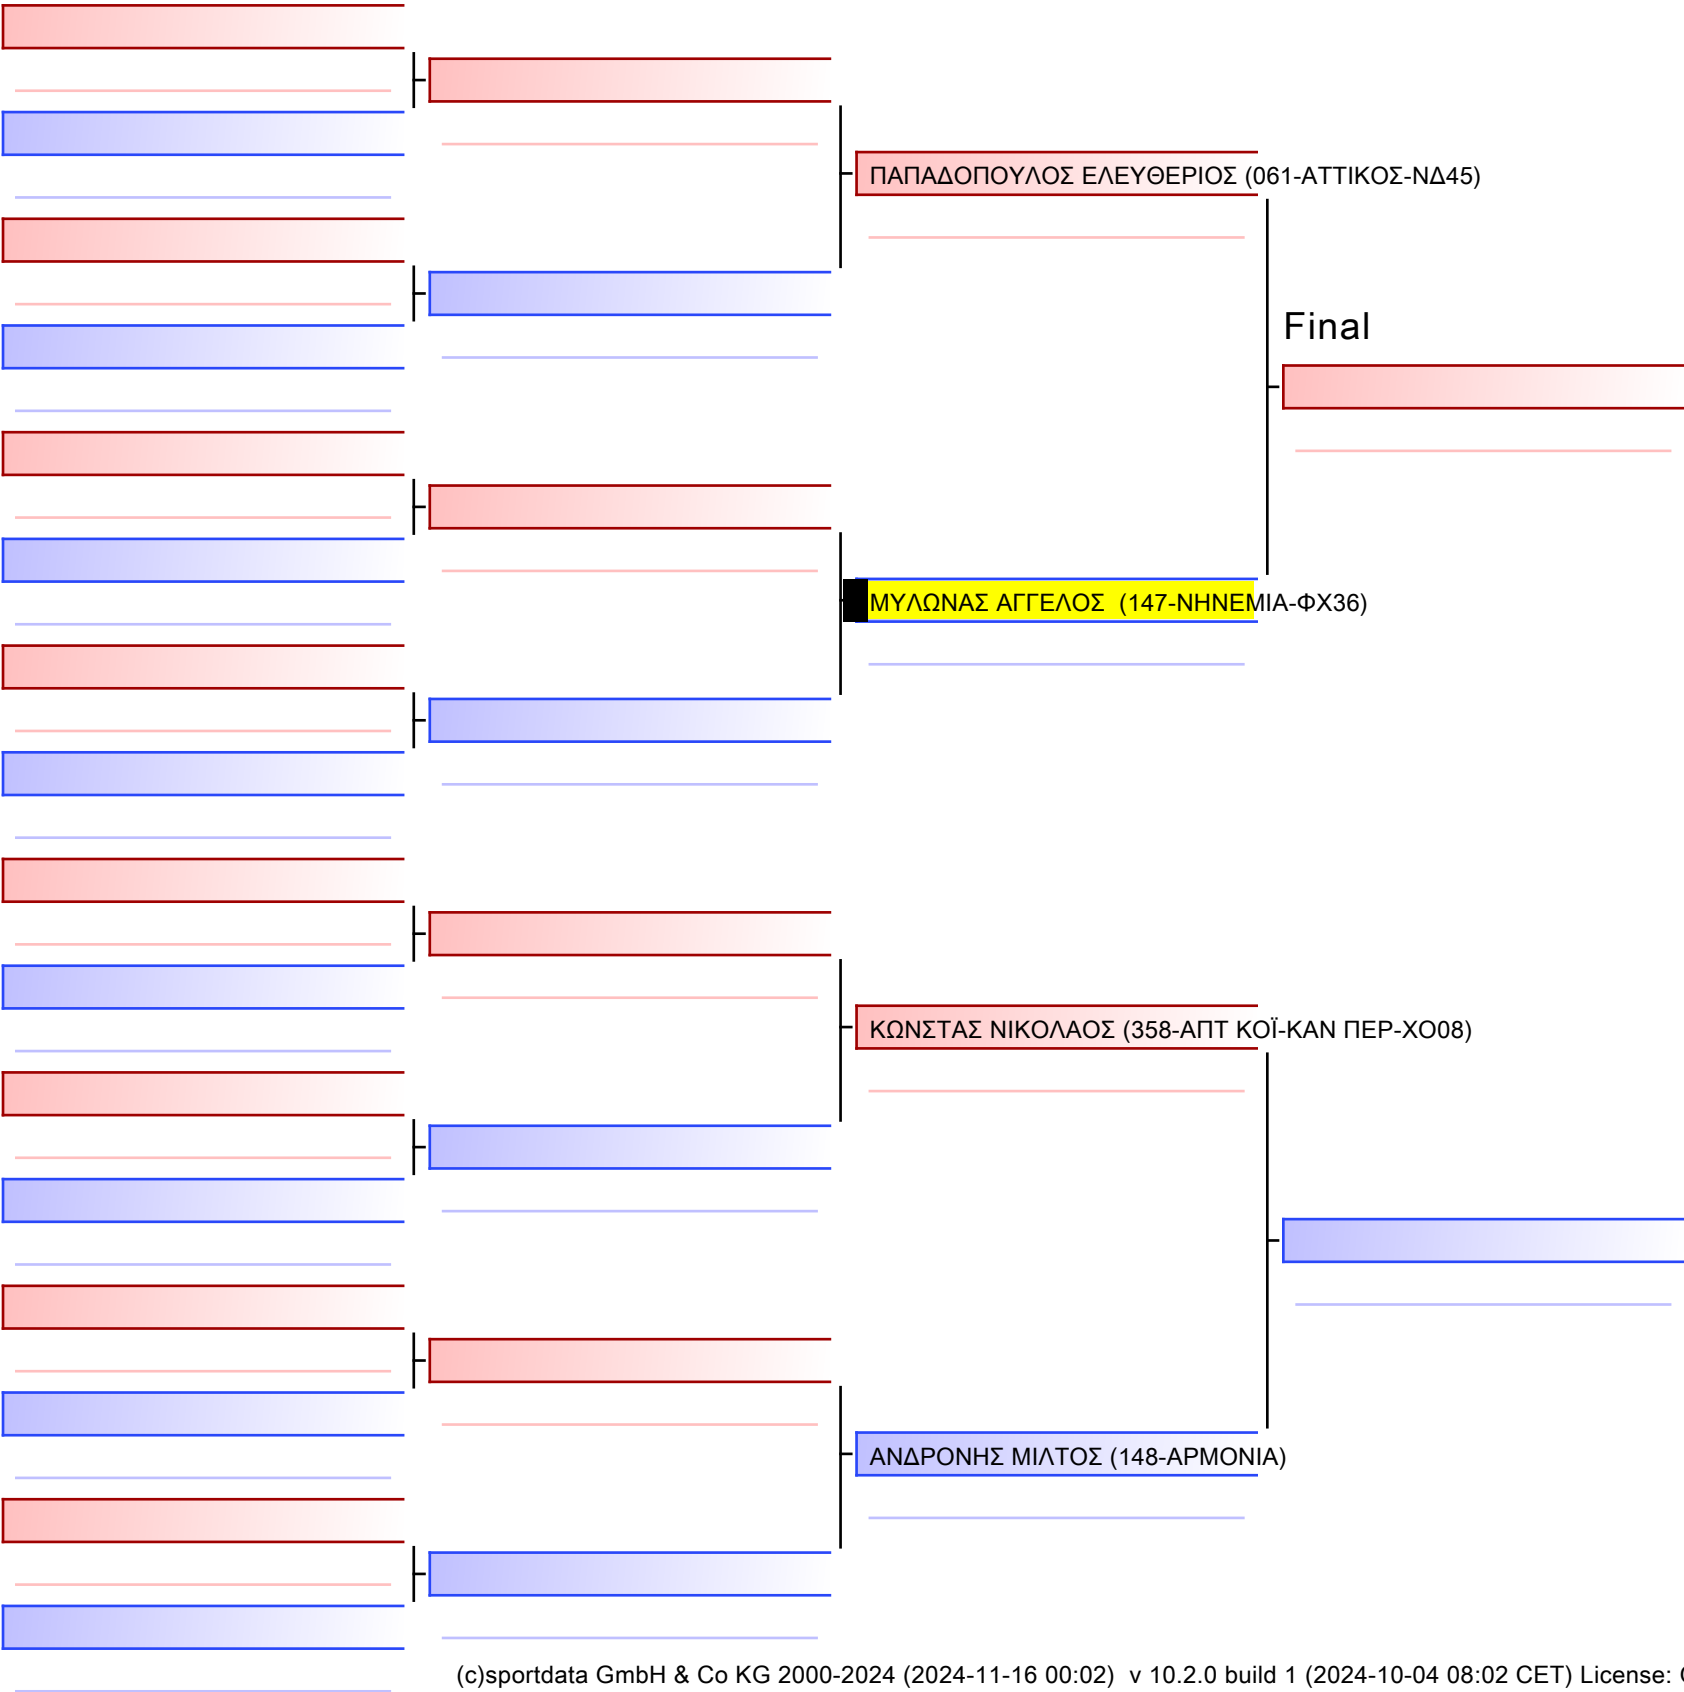 ΠΑΠΑΔΟΠΟΥΛΟΣ ΕΛΕΥΘΕΡΙΟΣ (061-ΑΤΤΙΚΟΣ-ΝΔ45)
Final
ΜΥΛΩΝΑΣ ΑΓΓΕΛΟΣ  (147-ΝΗΝΕΜΙΑ-ΦΧ36)
ΚΩΝΣΤΑΣ ΝΙΚΟΛΑΟΣ (358-ΑΠΤ ΚΟΪ-ΚΑΝ ΠΕΡ-ΧΟ08)
ΑΝΔΡΟΝΗΣ ΜΙΛΤΟΣ (148-ΑΡΜΟΝΙΑ)
(c)sportdata GmbH & Co KG 2000-2024 (2024-11-16 00:02)  v 10.2.0 build 1 (2024-10-04 08:02 CET) License: